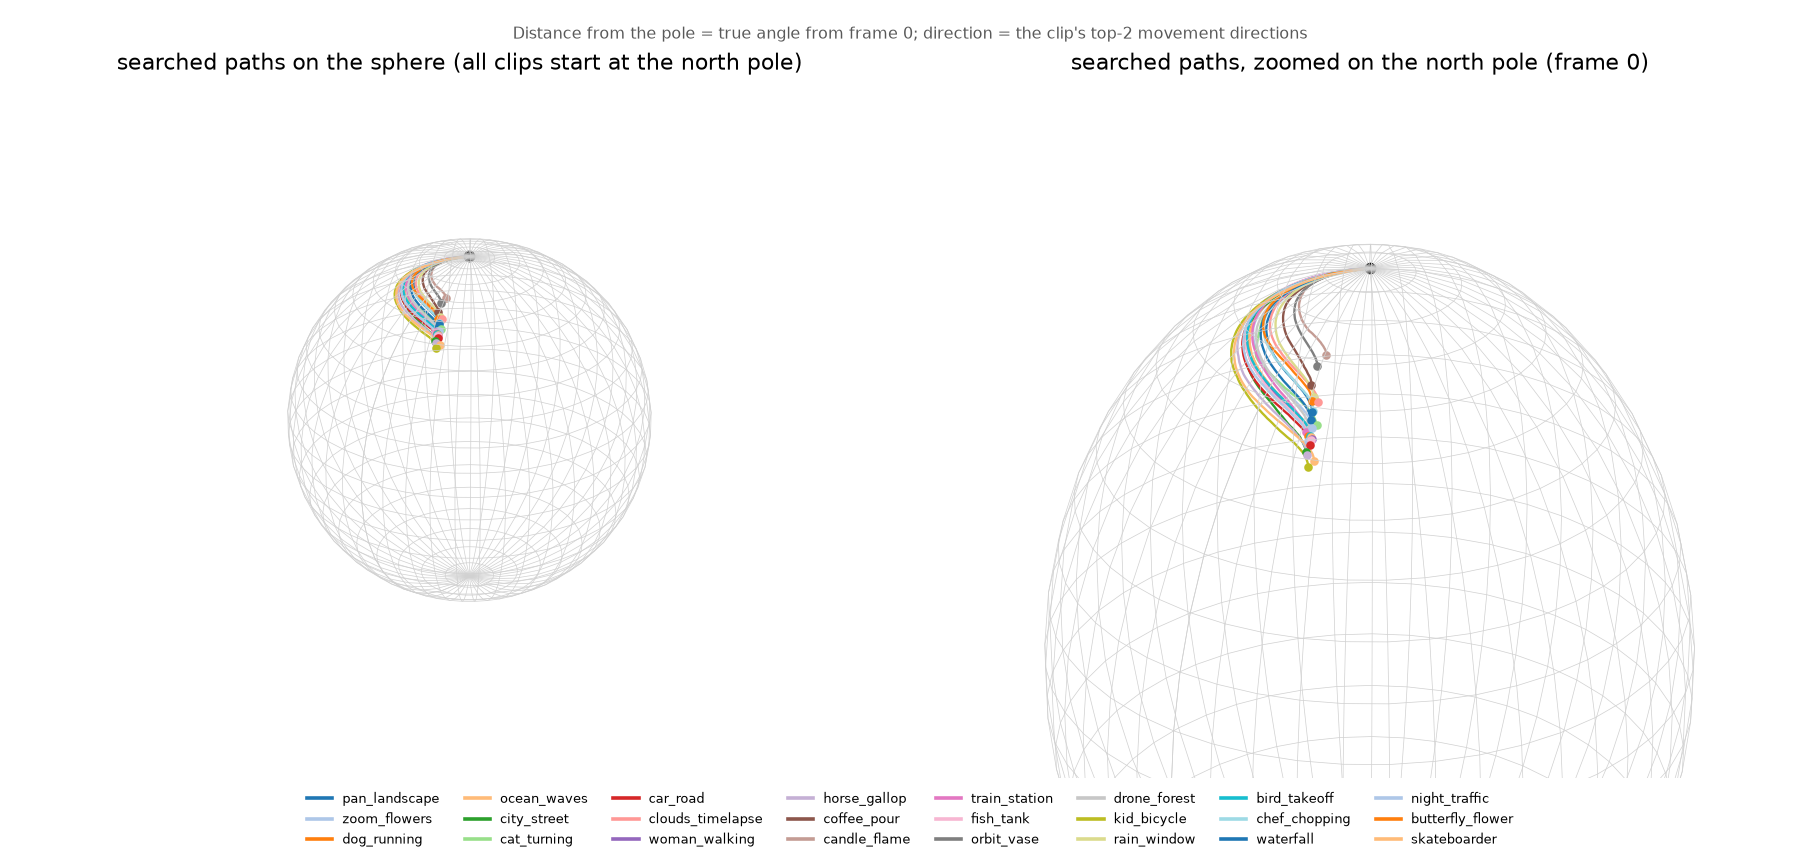 Distance from the pole = true angle from frame 0; direction = the clip's top-2 movement directions
searched paths on the sphere (all clips start at the north pole)
searched paths, zoomed on the north pole (frame 0)
pan_landscape ocean_waves car_road horse_gallop train_station drone_forest bird_takeoff night_traffic
zoom_flowers city_street clouds_timelapse coffee_pour fish_tank kid_bicycle chef_chopping butterfly_flower
dog_running cat_turning woman_walking candle_flame orbit_vase rain_window waterfall skateboarder